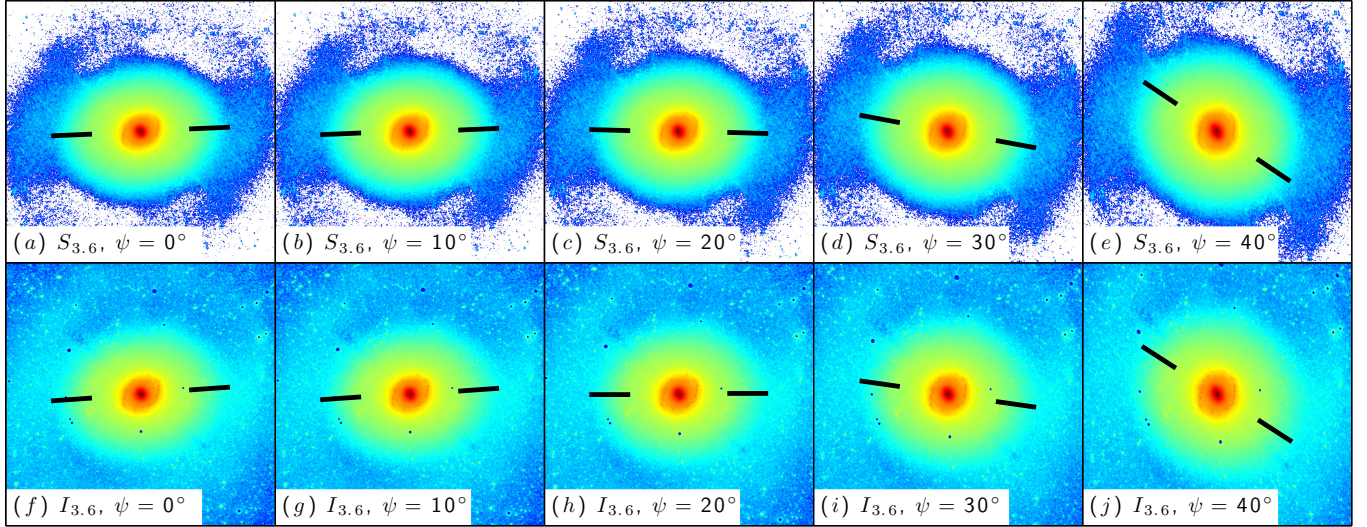 (a) S3.6, ψ = 0°
(b) S3.6, ψ = 10°
(c) S3.6, ψ = 20°
(d) S3.6, ψ = 30°
(e) S3.6, ψ = 40°
(f) I3.6, ψ = 0°
(g) I3.6, ψ = 10°
(h) I3.6, ψ = 20°
(i) I3.6, ψ = 30°
(j) I3.6, ψ = 40°